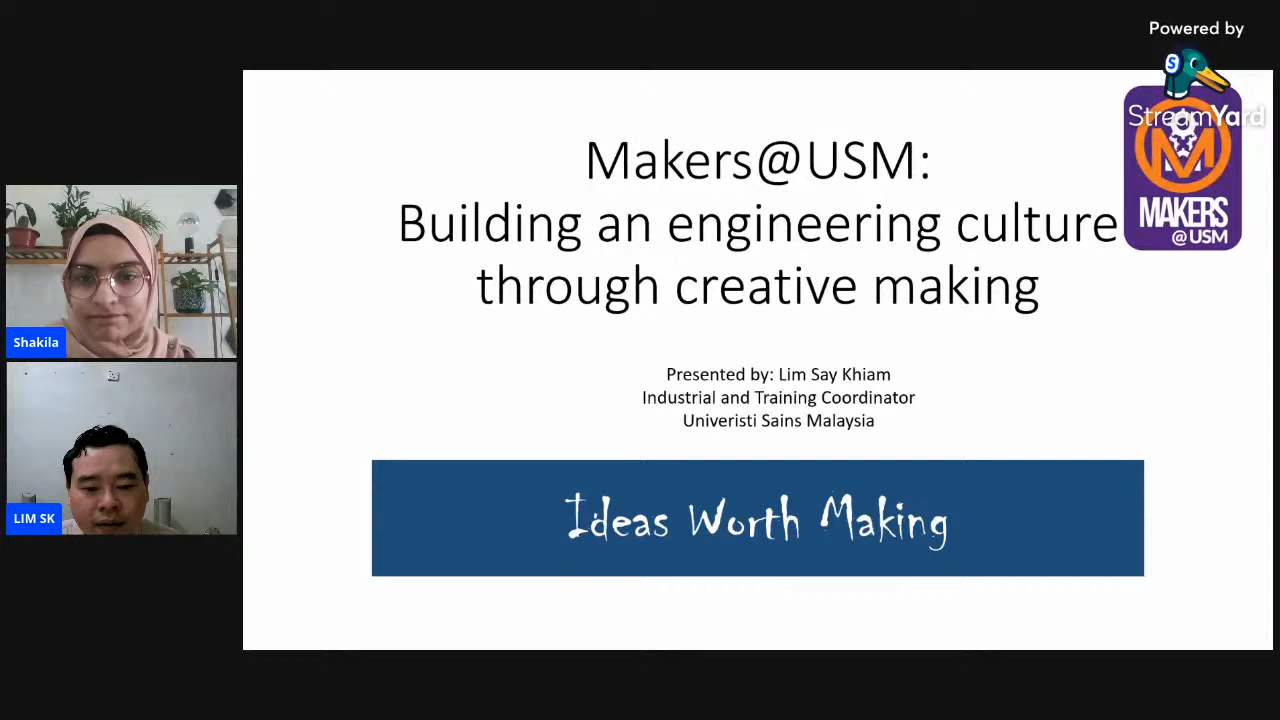 Powered by
StreamYard
Makers@USM:
Building an engineering culture
through creative making
MAKERS
@USM
Presented by: Lim Say Khiam
Industrial and Training Coordinator
Univeristi Sains Malaysia
Ideas Worth Making
Shakila
LIM SK